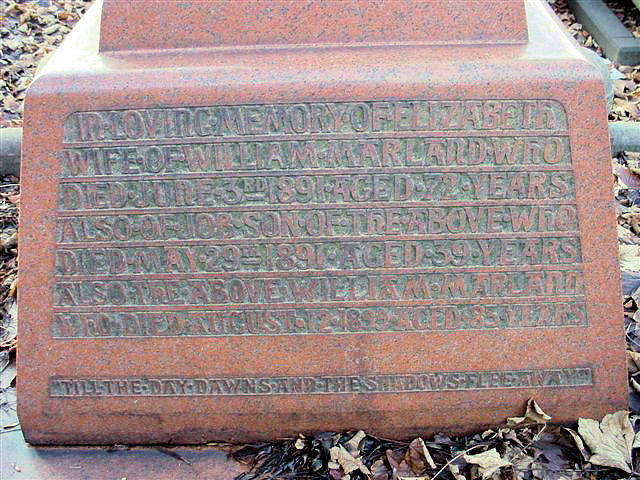 IN·LOVING·MEMORY·OF·ELIZABETH
WIFE·OF·WILLIAM·MARLAND·WHO
DIED·JUNE·3RD·1891·AGED·72·YEARS
ALSO·OF·JOB·SON·OF·THE·ABOVE·WHO
DIED·MAY·29TH·1891·AGED·39·YEARS
ALSO·THE·ABOVE·WILLIAM·MARLAND
WHO·DIED·AUGUST·12·1893·AGED·85·YEARS
"TILL·THE·DAY·DAWNS·AND·THE·SHADOWS·FLEE·AWAY"